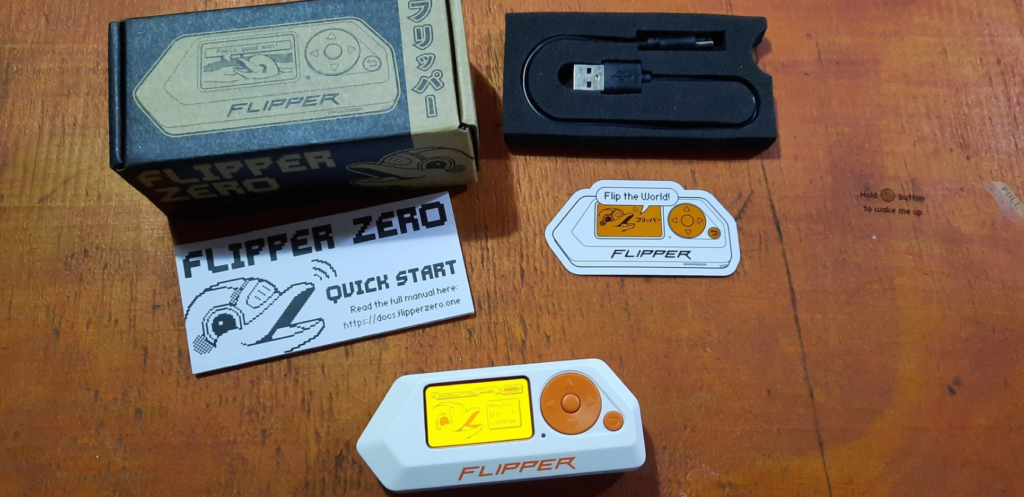 Feels good man!
FLIPPER
フリッパー
FLIPPER
ZERO
FLIPPER ZERO
QUICK START
Read the full manual here:
https://docs.flipperzero.one
Flip the World!
フリッパー
FLIPPER
Hold button
to wake me up
FLIPPER